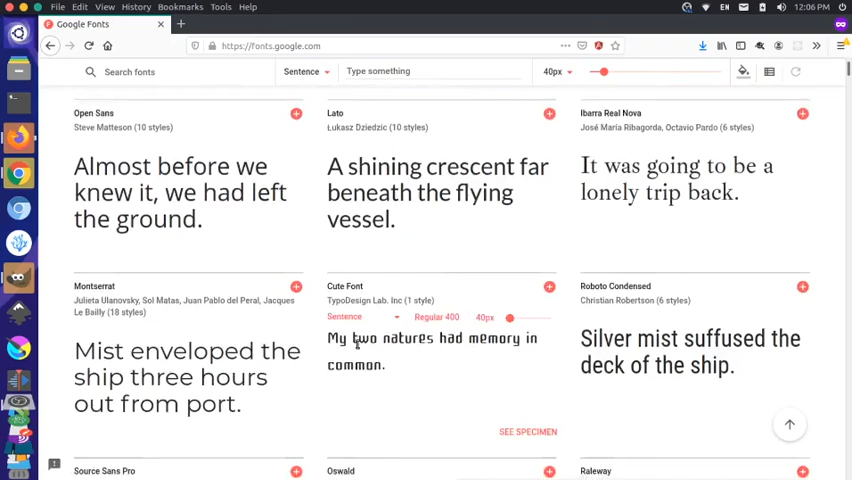 File Edit View History Bookmarks Tools Help
EN
12:06 PM
Google Fonts
https://fonts.google.com
Search fonts
Sentence
Type something
40px
Open Sans
Steve Matteson (10 styles)
Almost before we
knew it, we had left
the ground.
Lato
Łukasz Dziedzic (10 styles)
A shining crescent far
beneath the flying
vessel.
Ibarra Real Nova
José María Ribagorda, Octavio Pardo (6 styles)
It was going to be a
lonely trip back.
Montserrat
Julieta Ulanovsky, Sol Matas, Juan Pablo del Peral, Jacques
Le Bailly (18 styles)
Mist enveloped the
ship three hours
out from port.
Cute Font
TypoDesign Lab. Inc (1 style)
Sentence
Regular 400
40px
My two natures had memory in
common.
SEE SPECIMEN
Roboto Condensed
Christian Robertson (6 styles)
Silver mist suffused the
deck of the ship.
Source Sans Pro
Oswald
Raleway